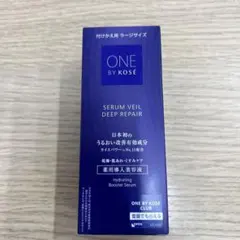 付けかえ用 ラージサイズ
ONE
BY KOSÉ
SERUM VEIL
DEEP REPAIR
日本初の
うるおい改善有効成分
ライスパワー®No.11配合
乾燥・肌あれ・くすみケア
薬用導入美容液
Hydrating
Booster Serum
ONE BY KOSÉ